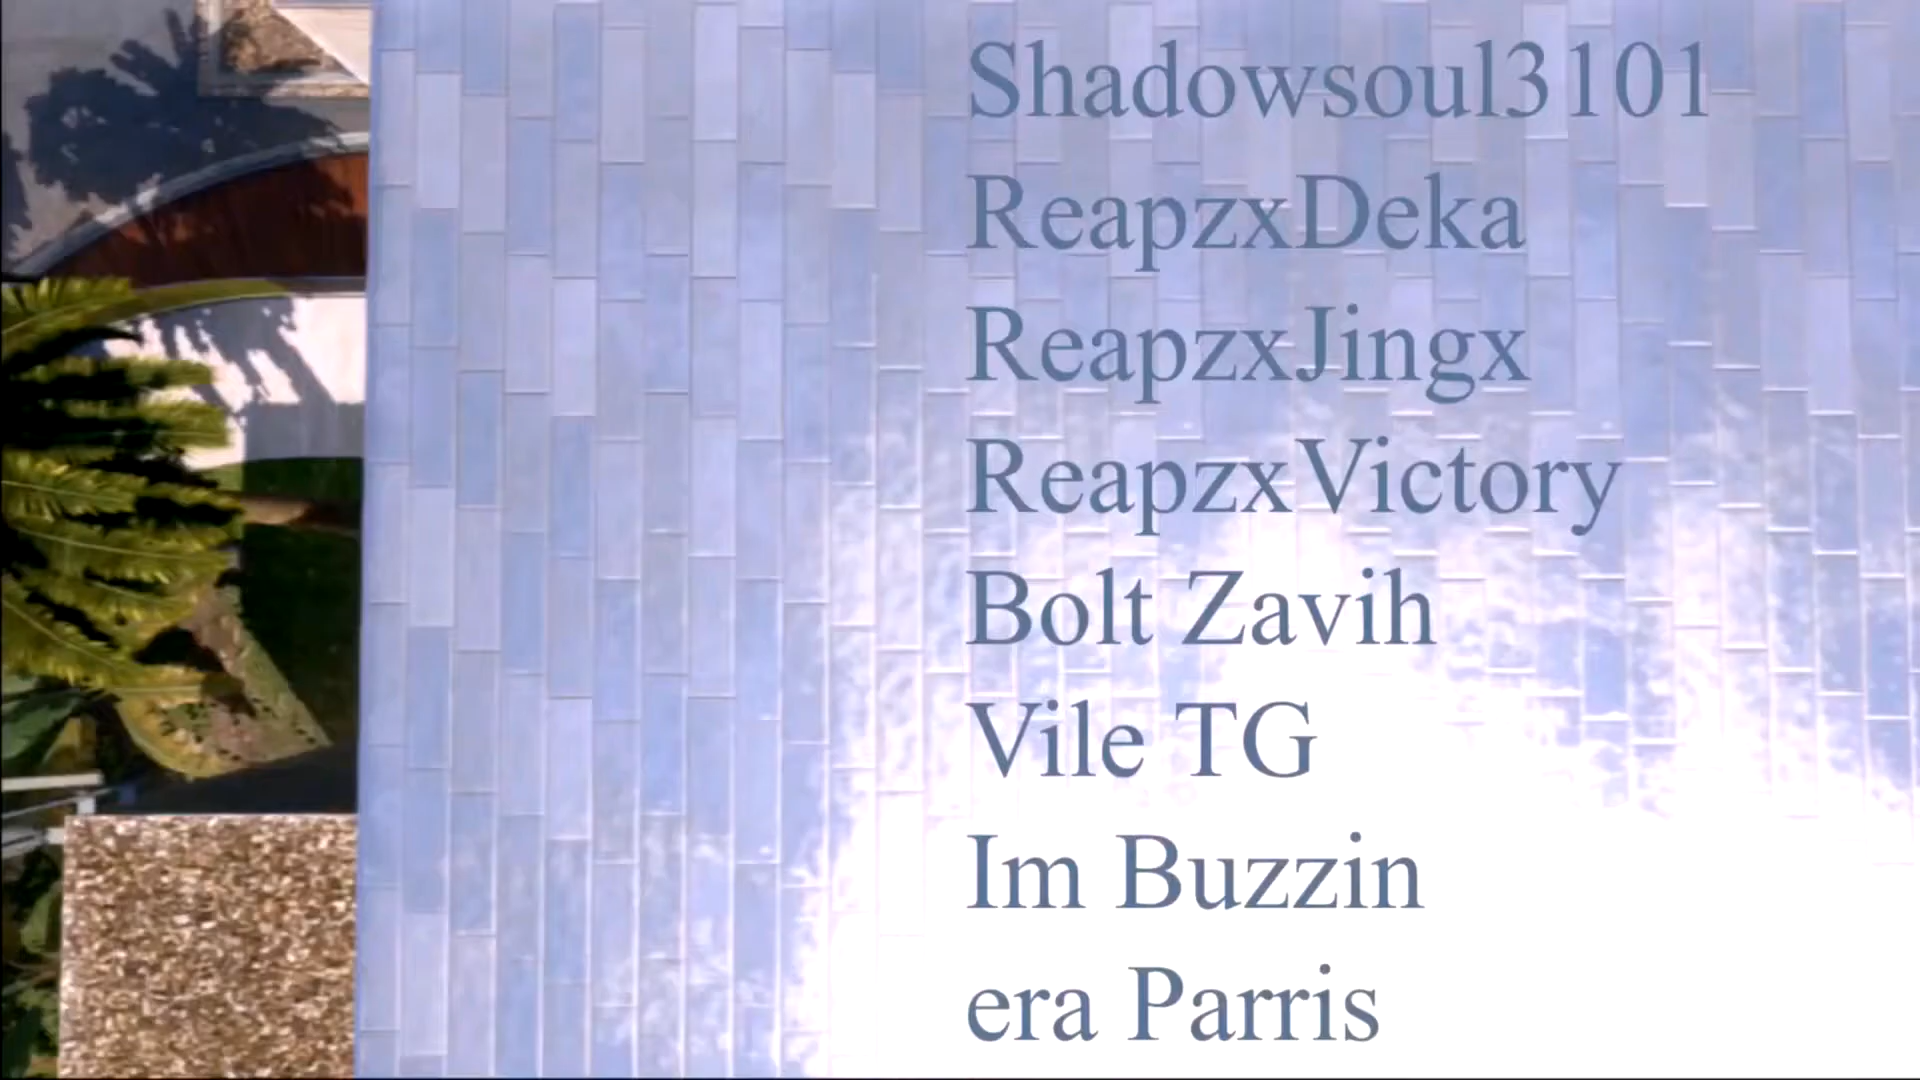 Shadowsoul3101
ReapzxDeka
ReapzxJingx
ReapzxVictory
Bolt Zavih
Vile TG
Im Buzzin
era Parris